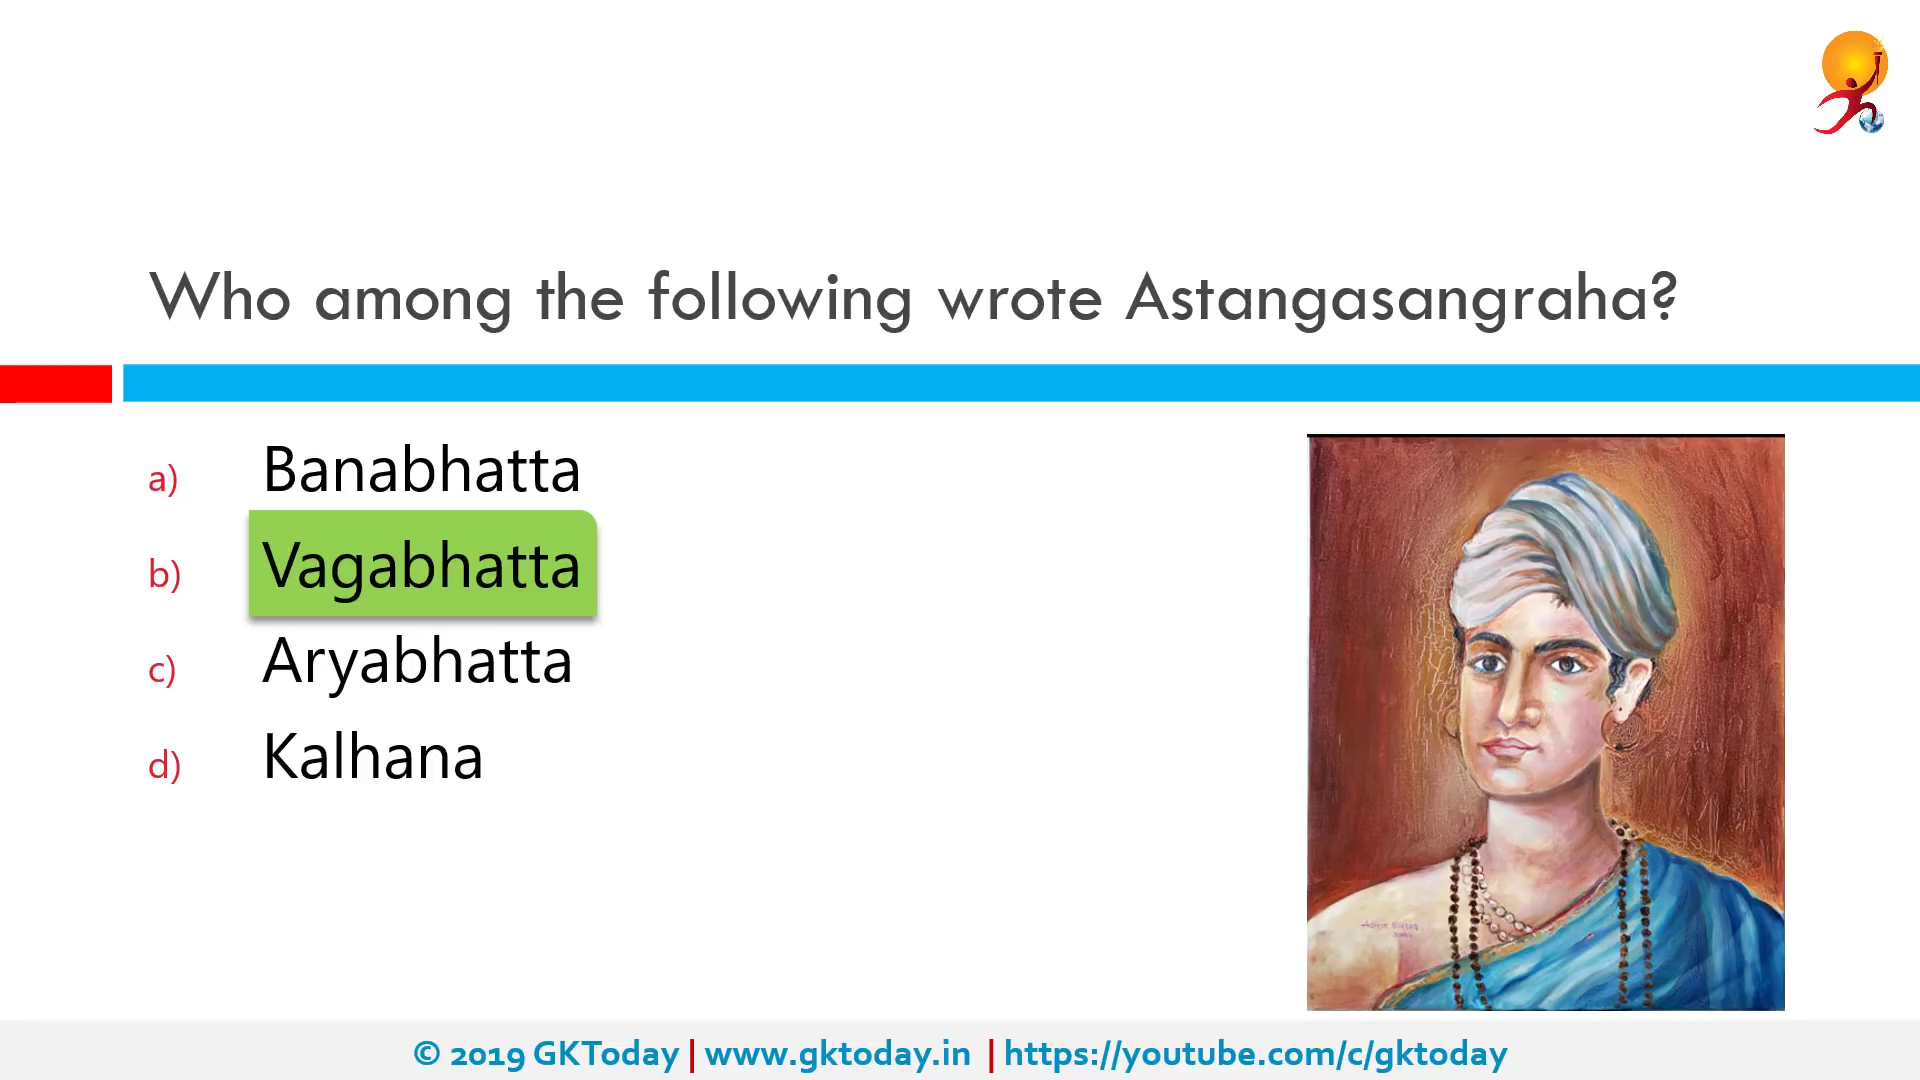 Who among the following wrote Astangasangraha?
a) Banabhatta
b) Vagabhatta
c) Aryabhatta
d) Kalhana
© 2019 GKToday | www.gktoday.in | https://youtube.com/c/gktoday